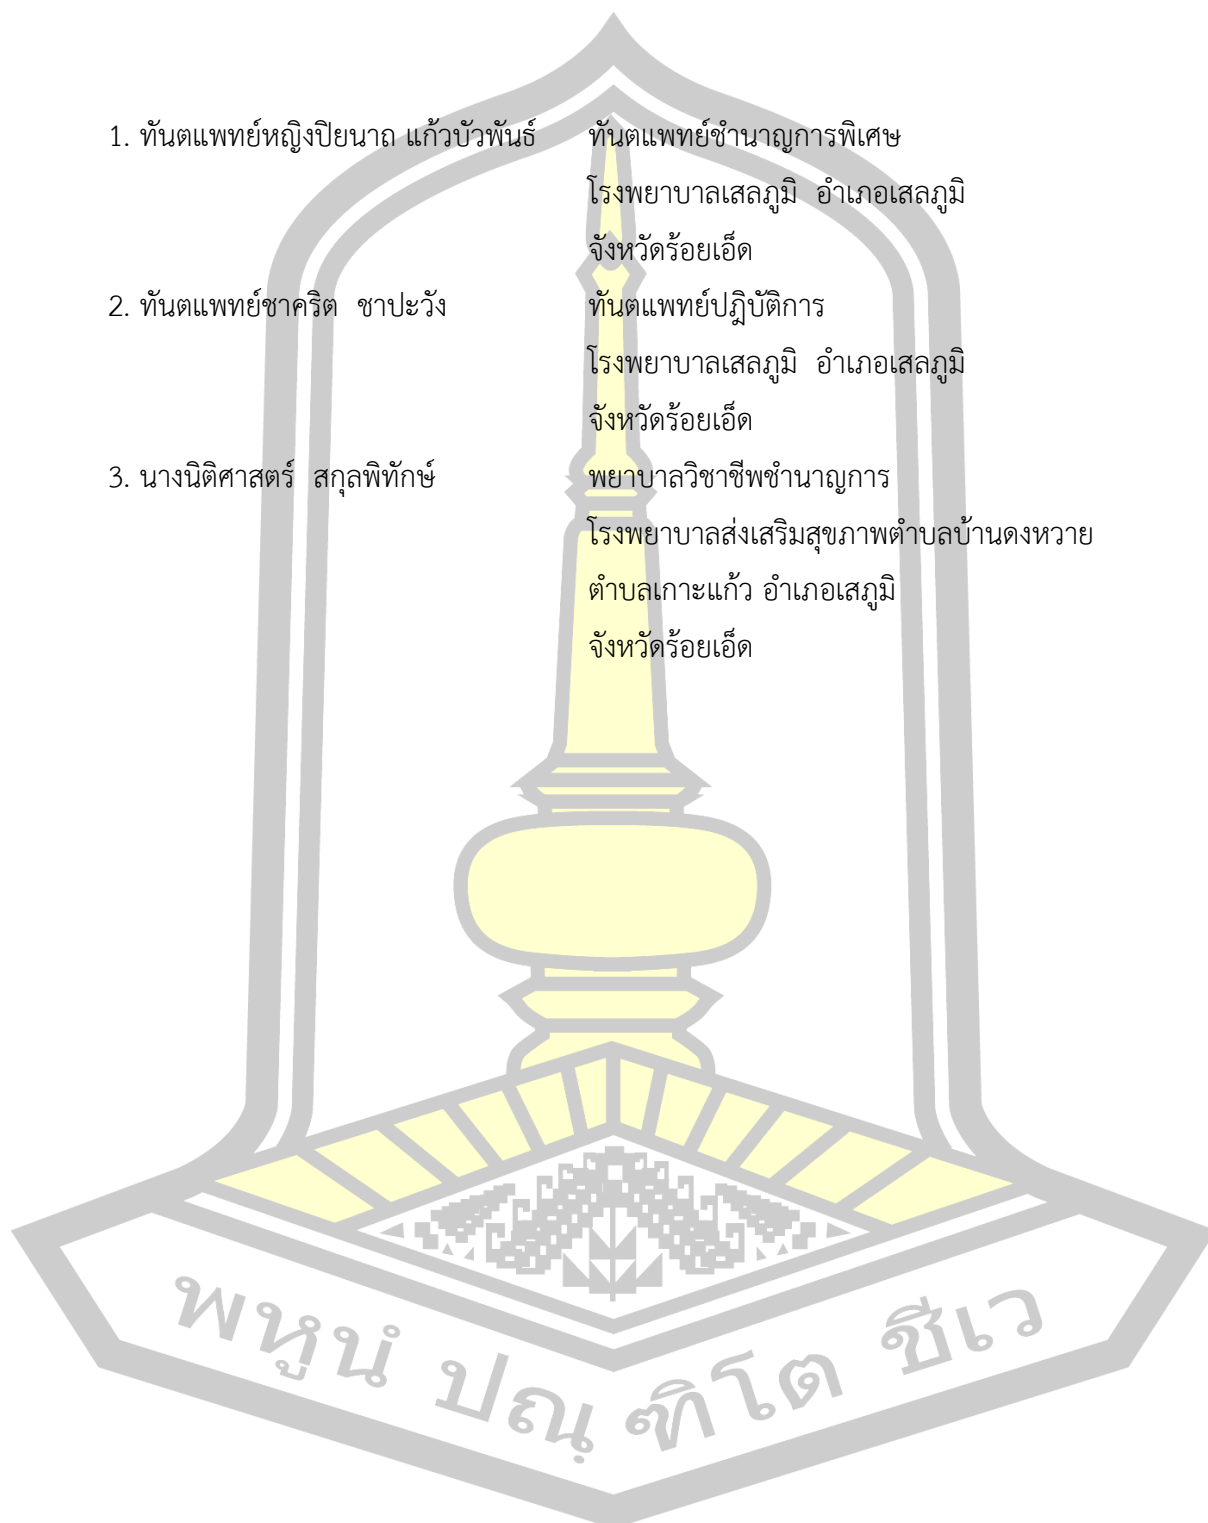 1. ทันตแพทย์หญิงปิยนาถ แก้วบัวพันธ์ ทันตแพทย์ชำนาญการพิเศษ
โรงพยาบาลเสลภูมิ อำเภอเสลภูมิ
จังหวัดร้อยเอ็ด
2. ทันตแพทย์ชาคริต ชาปะวัง ทันตแพทย์ปฎิบัติการ
โรงพยาบาลเสลภูมิ อำเภอเสลภูมิ
จังหวัดร้อยเอ็ด
3. นางนิติศาสตร์ สกุลพิทักษ์ พยาบาลวิชาชีพชำนาญการ
โรงพยาบาลส่งเสริมสุขภาพตำบลบ้านดงหวาย
ตำบลเกาะแก้ว อำเภอเสภูมิ
จังหวัดร้อยเอ็ด
พหูนํ ปณฺ ฑิโต ชีเว